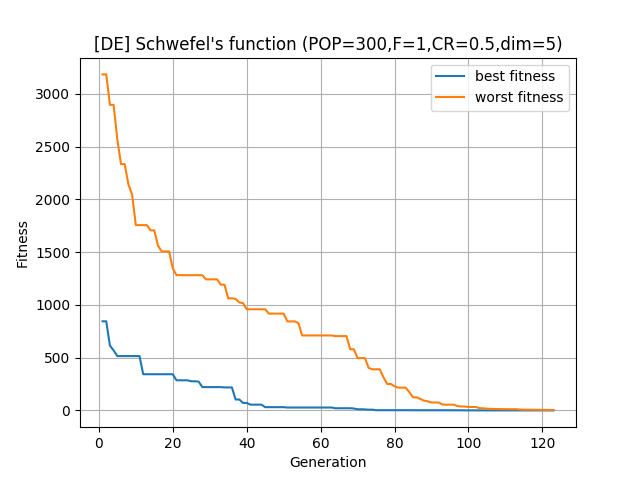 [DE] Schwefel's function (POP=300,F=1,CR=0.5,dim=5)
best fitness
worst fitness
3000
2500
2000
1500
1000
500
0
Fitness
0 20 40 60 80 100 120
Generation